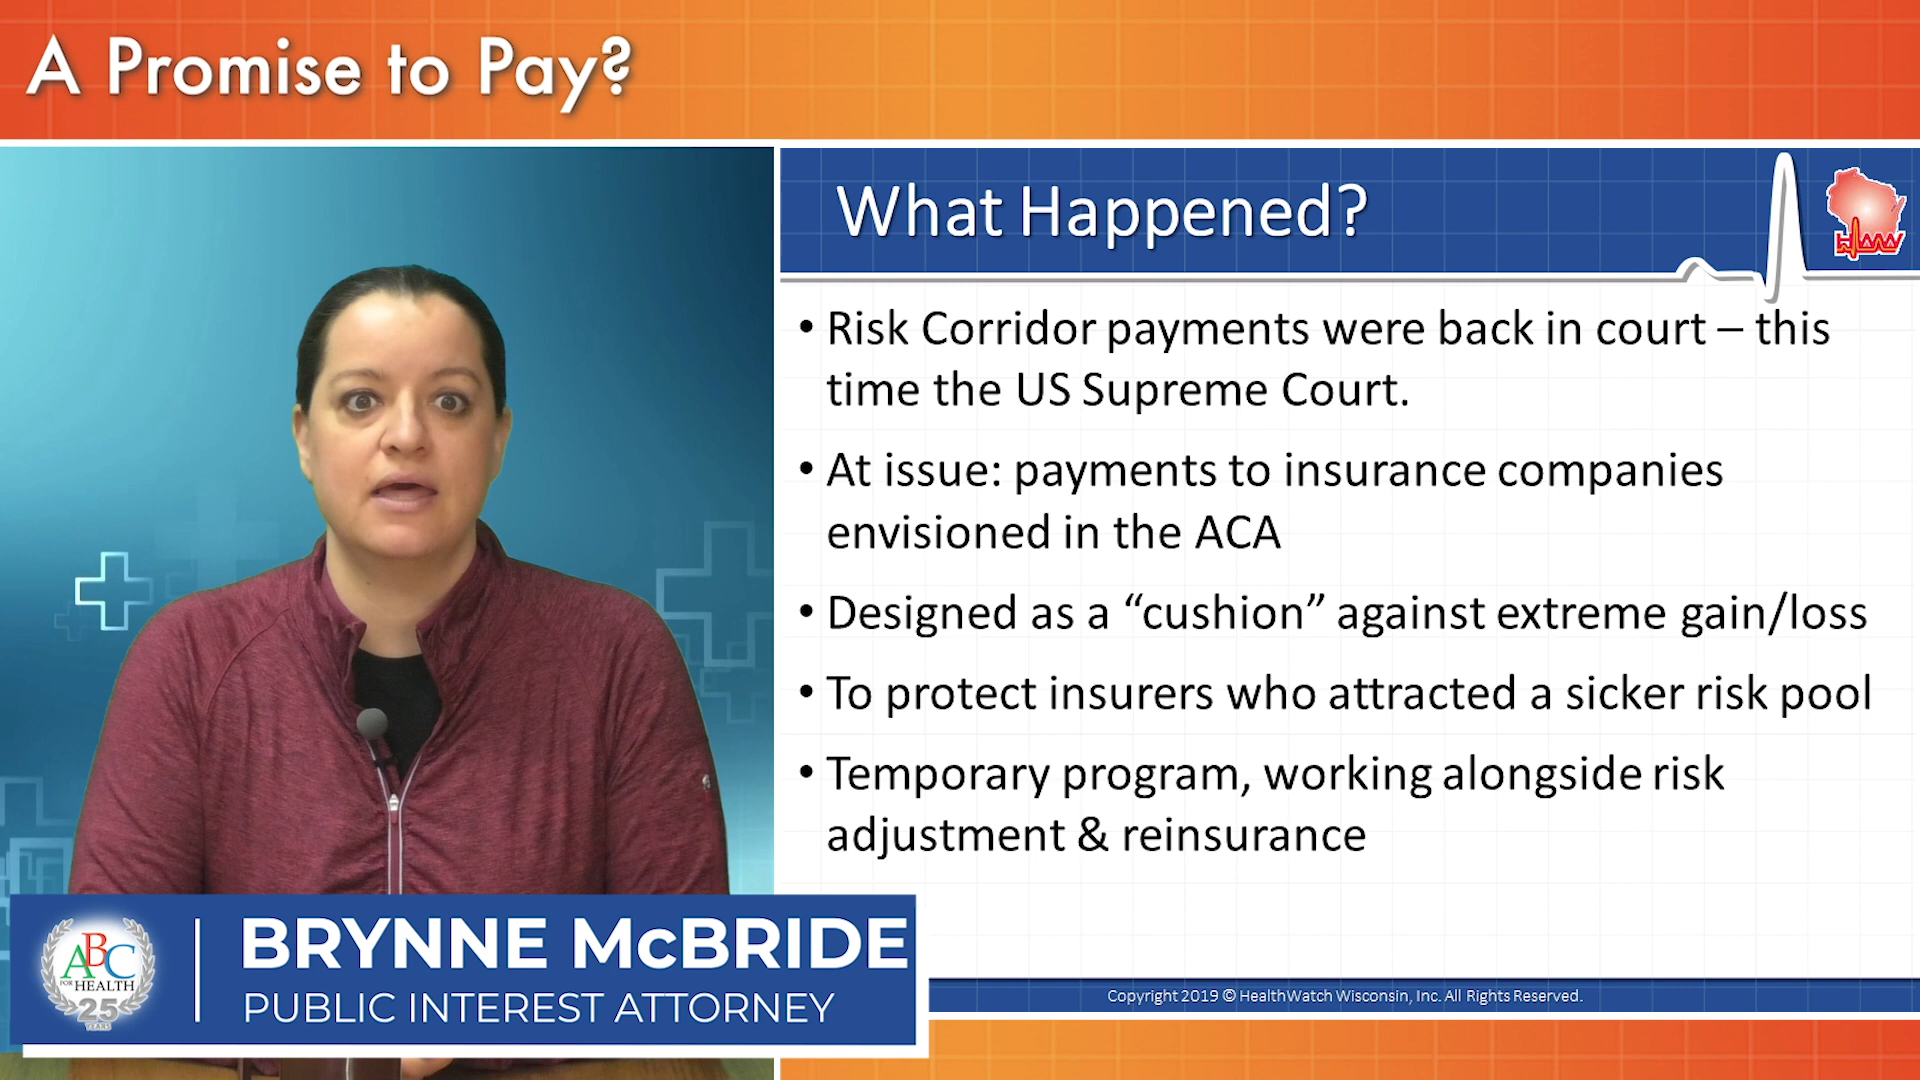 A Promise to Pay?
What Happened?
• Risk Corridor payments were back in court – this
time the US Supreme Court.
• At issue: payments to insurance companies
envisioned in the ACA
• Designed as a “cushion” against extreme gain/loss
• To protect insurers who attracted a sicker risk pool
• Temporary program, working alongside risk
adjustment & reinsurance
ABC
FOR HEALTH
25
YEARS
BRYNNE McBRIDE
PUBLIC INTEREST ATTORNEY
Copyright 2019 © HealthWatch Wisconsin, Inc. All Rights Reserved.